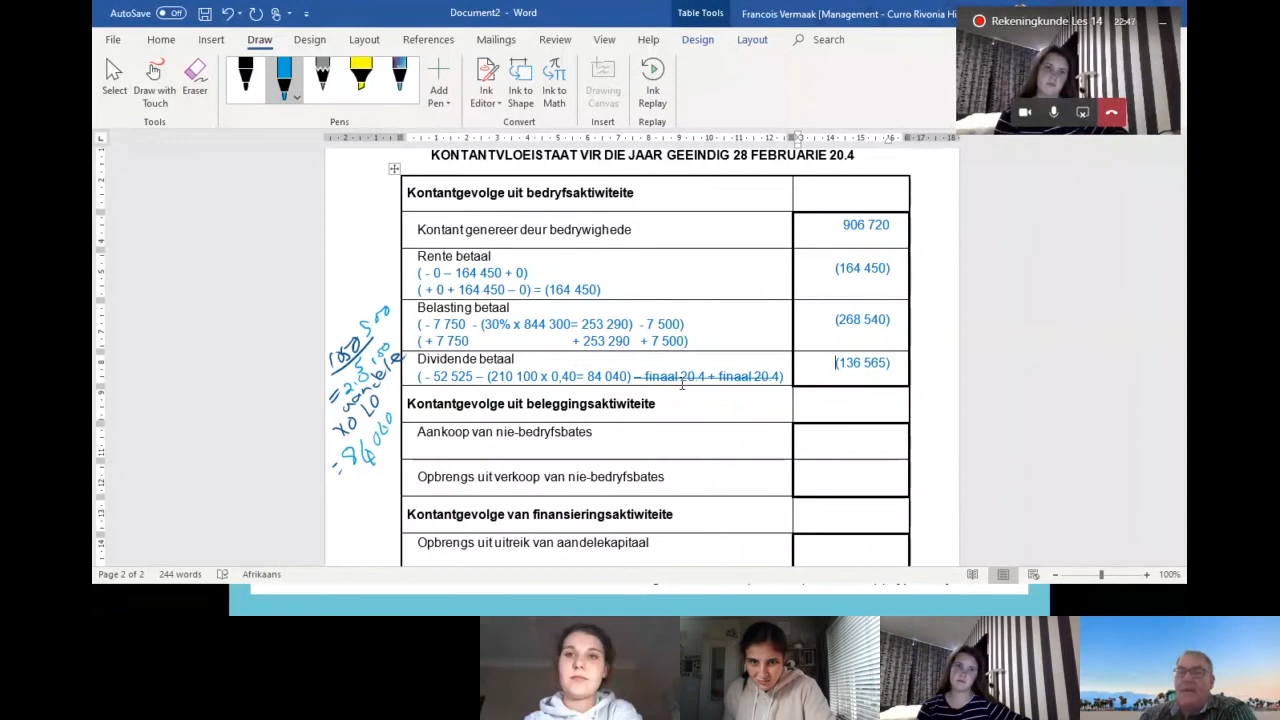 AutoSave Off
Document2 - Word
Table Tools
Francois Vermaak [Management - Curro Rivonia Hi
File Home Insert Draw Design Layout References Mailings Review View Help Design Layout Search
Rekeningkunde Les 14 22:47
Select Draw with Touch Eraser
Add Pen
Ink Editor Ink to Shape Ink to Math
Drawing Canvas
Ink Replay
Tools Pens Convert Insert Replay
KONTANTVLOEISTAAT VIR DIE JAAR GEEINDIG 28 FEBRUARIE 20.4
Kontantgevolge uit bedryfsaktiwiteite
Kontant genereer deur bedrywighede 906 720
Rente betaal
( - 0 – 164 450 + 0) (164 450)
( + 0 + 164 450 – 0) = (164 450)
Belasting betaal
( - 7 750 - (30% x 844 300= 253 290) - 7 500) (268 540)
( + 7 750 + 253 290 + 7 500)
Dividende betaal (136 565)
( - 52 525 – (210 100 x 0,40= 84 040) – finaal 20.4 + finaal 20.4)
Kontantgevolge uit beleggingsaktiwiteite
Aankoop van nie-bedryfsbates
Opbrengs uit verkoop van nie-bedryfsbates
Kontantgevolge van finansieringsaktiwiteite
Opbrengs uit uitreik van aandelekapitaal
Page 2 of 2 244 words Afrikaans 100%